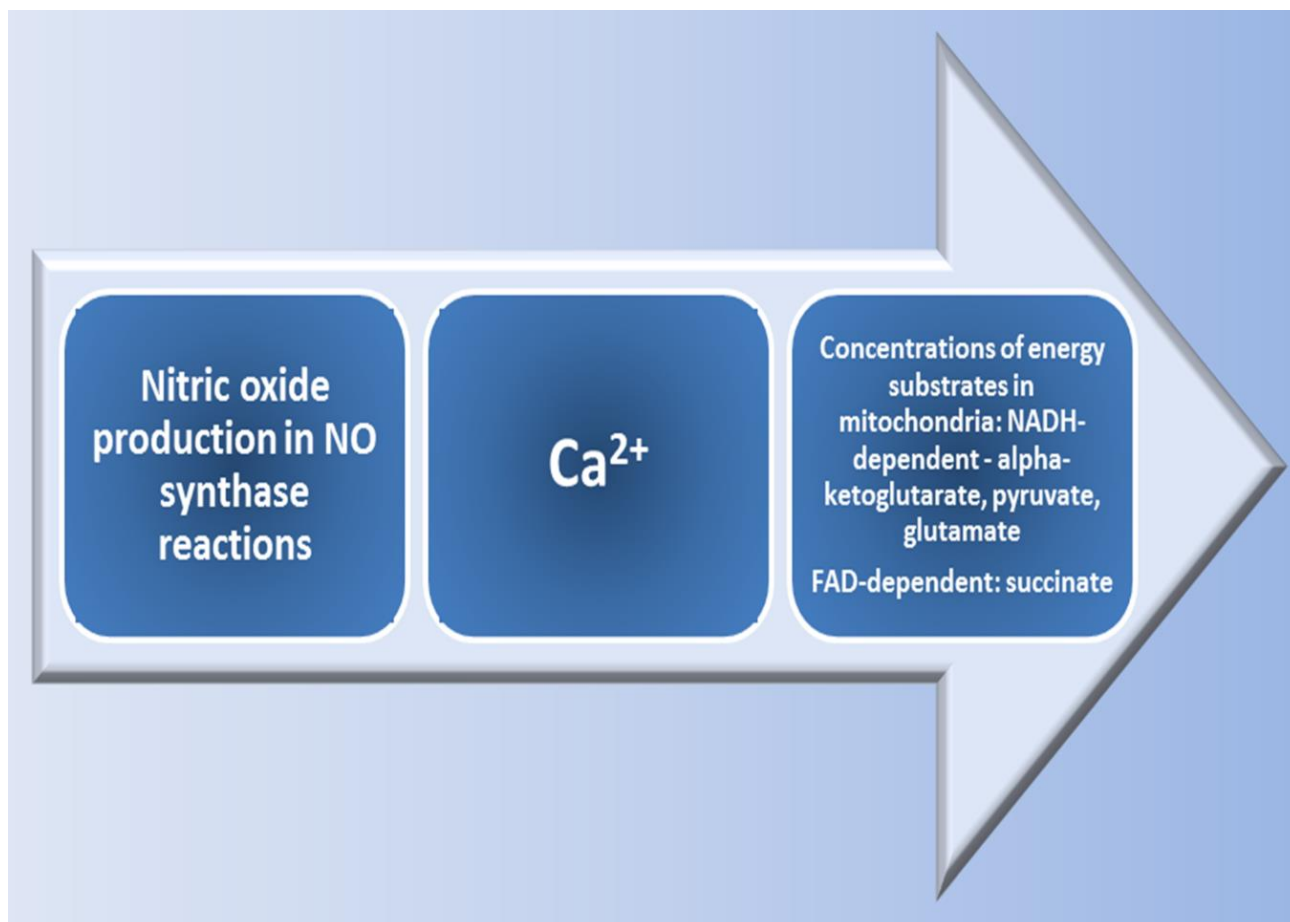 Nitric oxide
production in NO
synthase
reactions
Ca²⁺
Concentrations of energy
substrates in
mitochondria: NADH-
dependent - alpha-
ketoglutarate, pyruvate,
glutamate
FAD-dependent: succinate